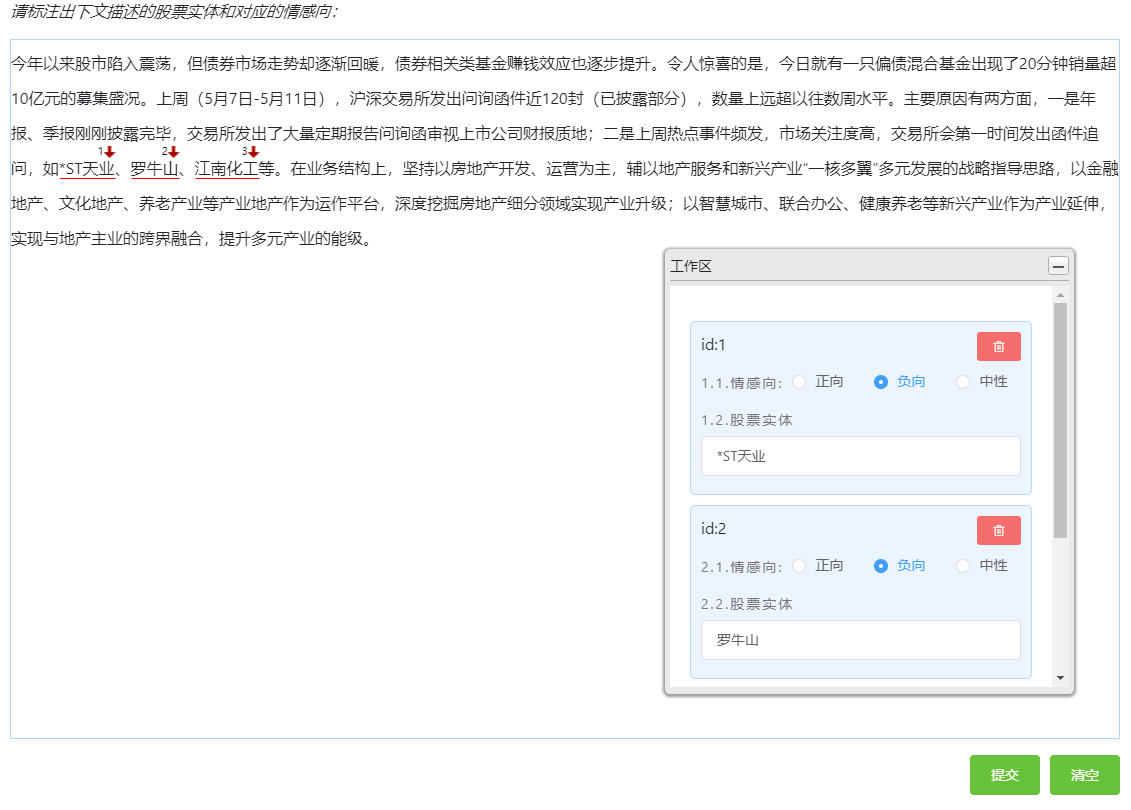 请标注出下文描述的股票实体和对应的情感向：
今年以来股市陷入震荡，但债券市场走势却逐渐回暖，债券相关类基金赚钱效应也逐步提升。令人惊喜的是，今日就有一只偏债混合基金出现了20分钟销量超
10亿元的募集盛况。上周（5月7日-5月11日），沪深交易所发出问询函件近120封（已披露部分），数量上远超以往数周水平。主要原因有两方面，一是年
报、季报刚刚披露完毕，交易所发出了大量定期报告问询函审视上市公司财报质地；二是上周热点事件频发，市场关注度高，交易所会第一时间发出函件追
1 2 3
问，如*ST天业、罗牛山、江南化工等。在业务结构上，坚持以房地产开发、运营为主，辅以地产服务和新兴产业“一核多翼”多元发展的战略指导思路，以金融
地产、文化地产、养老产业等产业地产作为运作平台，深度挖掘房地产细分领域实现产业升级；以智慧城市、联合办公、健康养老等新兴产业作为产业延伸，
实现与地产主业的跨界融合，提升多元产业的能级。
工作区
id:1
1.1.情感向: 正向 负向 中性
1.2.股票实体
*ST天业
id:2
2.1.情感向: 正向 负向 中性
2.2.股票实体
罗牛山
提交 清空